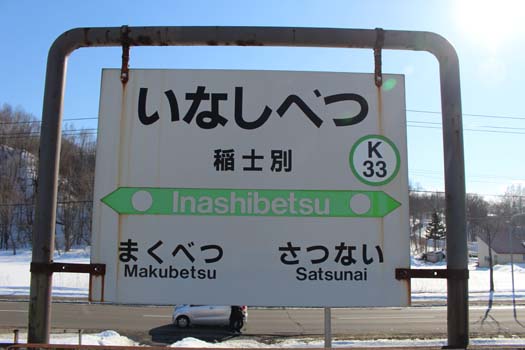 いなしべつ
稲士別
K
33
Inashibetsu
まくべつ さつない
Makubetsu Satsunai